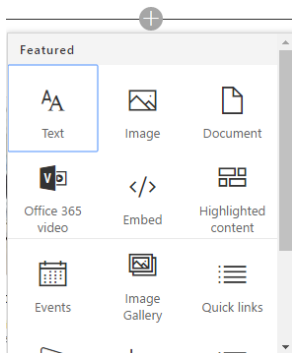 Featured
Text
Image
Document
Office 365
video
Embed
Highlighted
content
Events
Image
Gallery
Quick links